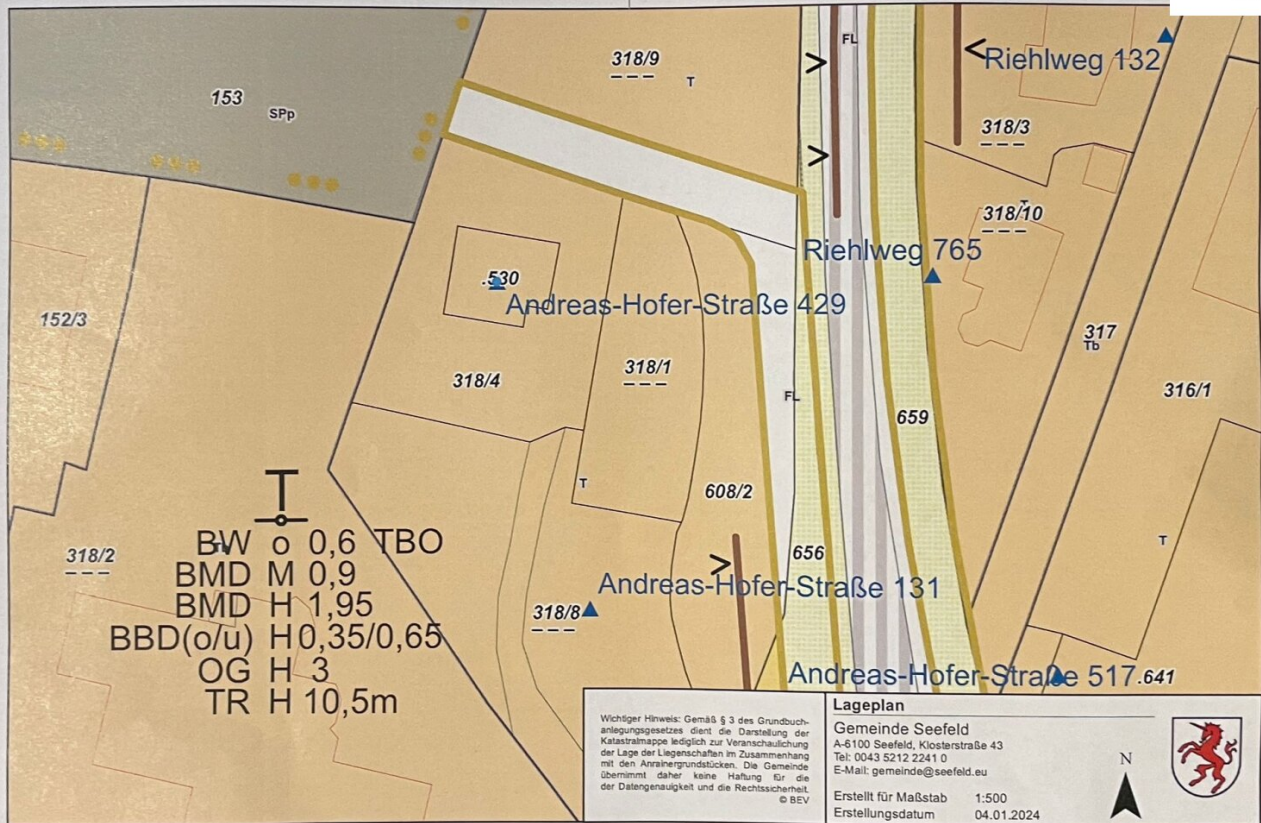 318/9
T
FL
Riehlweg 132
153
SPp
318/3
318/10
T
Riehlweg 765
.530
Andreas-Hofer-Straße 429
152/3
317
Tb
318/4
318/1
316/1
FL
659
T
608/2
T
BW o 0,6 TBO
BMD M 0,9
BMD H 1,95
BBD(o/u) H 0,35/0,65
OG H 3
TR H 10,5m
318/2
T
656
Andreas-Hofer-Straße 131
318/8
Andreas-Hofer-Straße 517
.641
Wichtiger Hinweis: Gemäß § 3 des Grundbuch-
anlegungsgesetzes dient die Darstellung der
Katastralmappe lediglich zur Veranschaulichung
der Lage der Liegenschaften im Zusammenhang
mit den Anrainergrundstücken. Die Gemeinde
übernimmt daher keine Haftung für die
der Datengenauigkeit und die Rechtssicherheit.
© BEV
Lageplan
Gemeinde Seefeld
A-6100 Seefeld, Klosterstraße 43
Tel: 0043 5212 2241 0
E-Mail: gemeinde@seefeld.eu
Erstellt für Maßstab 1:500
Erstellungsdatum 04.01.2024
N